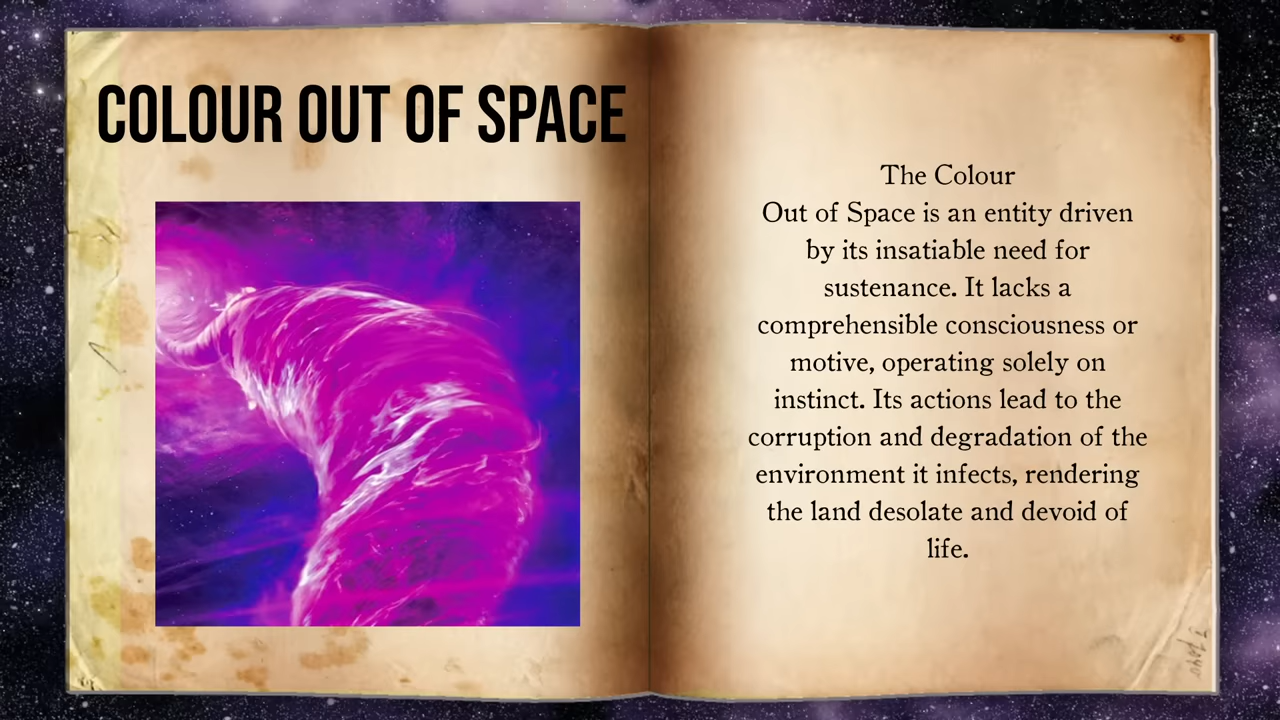 COLOUR OUT OF SPACE
The Colour
Out of Space is an entity driven
by its insatiable need for
sustenance. It lacks a
comprehensible consciousness or
motive, operating solely on
instinct. Its actions lead to the
corruption and degradation of the
environment it infects, rendering
the land desolate and devoid of
life.